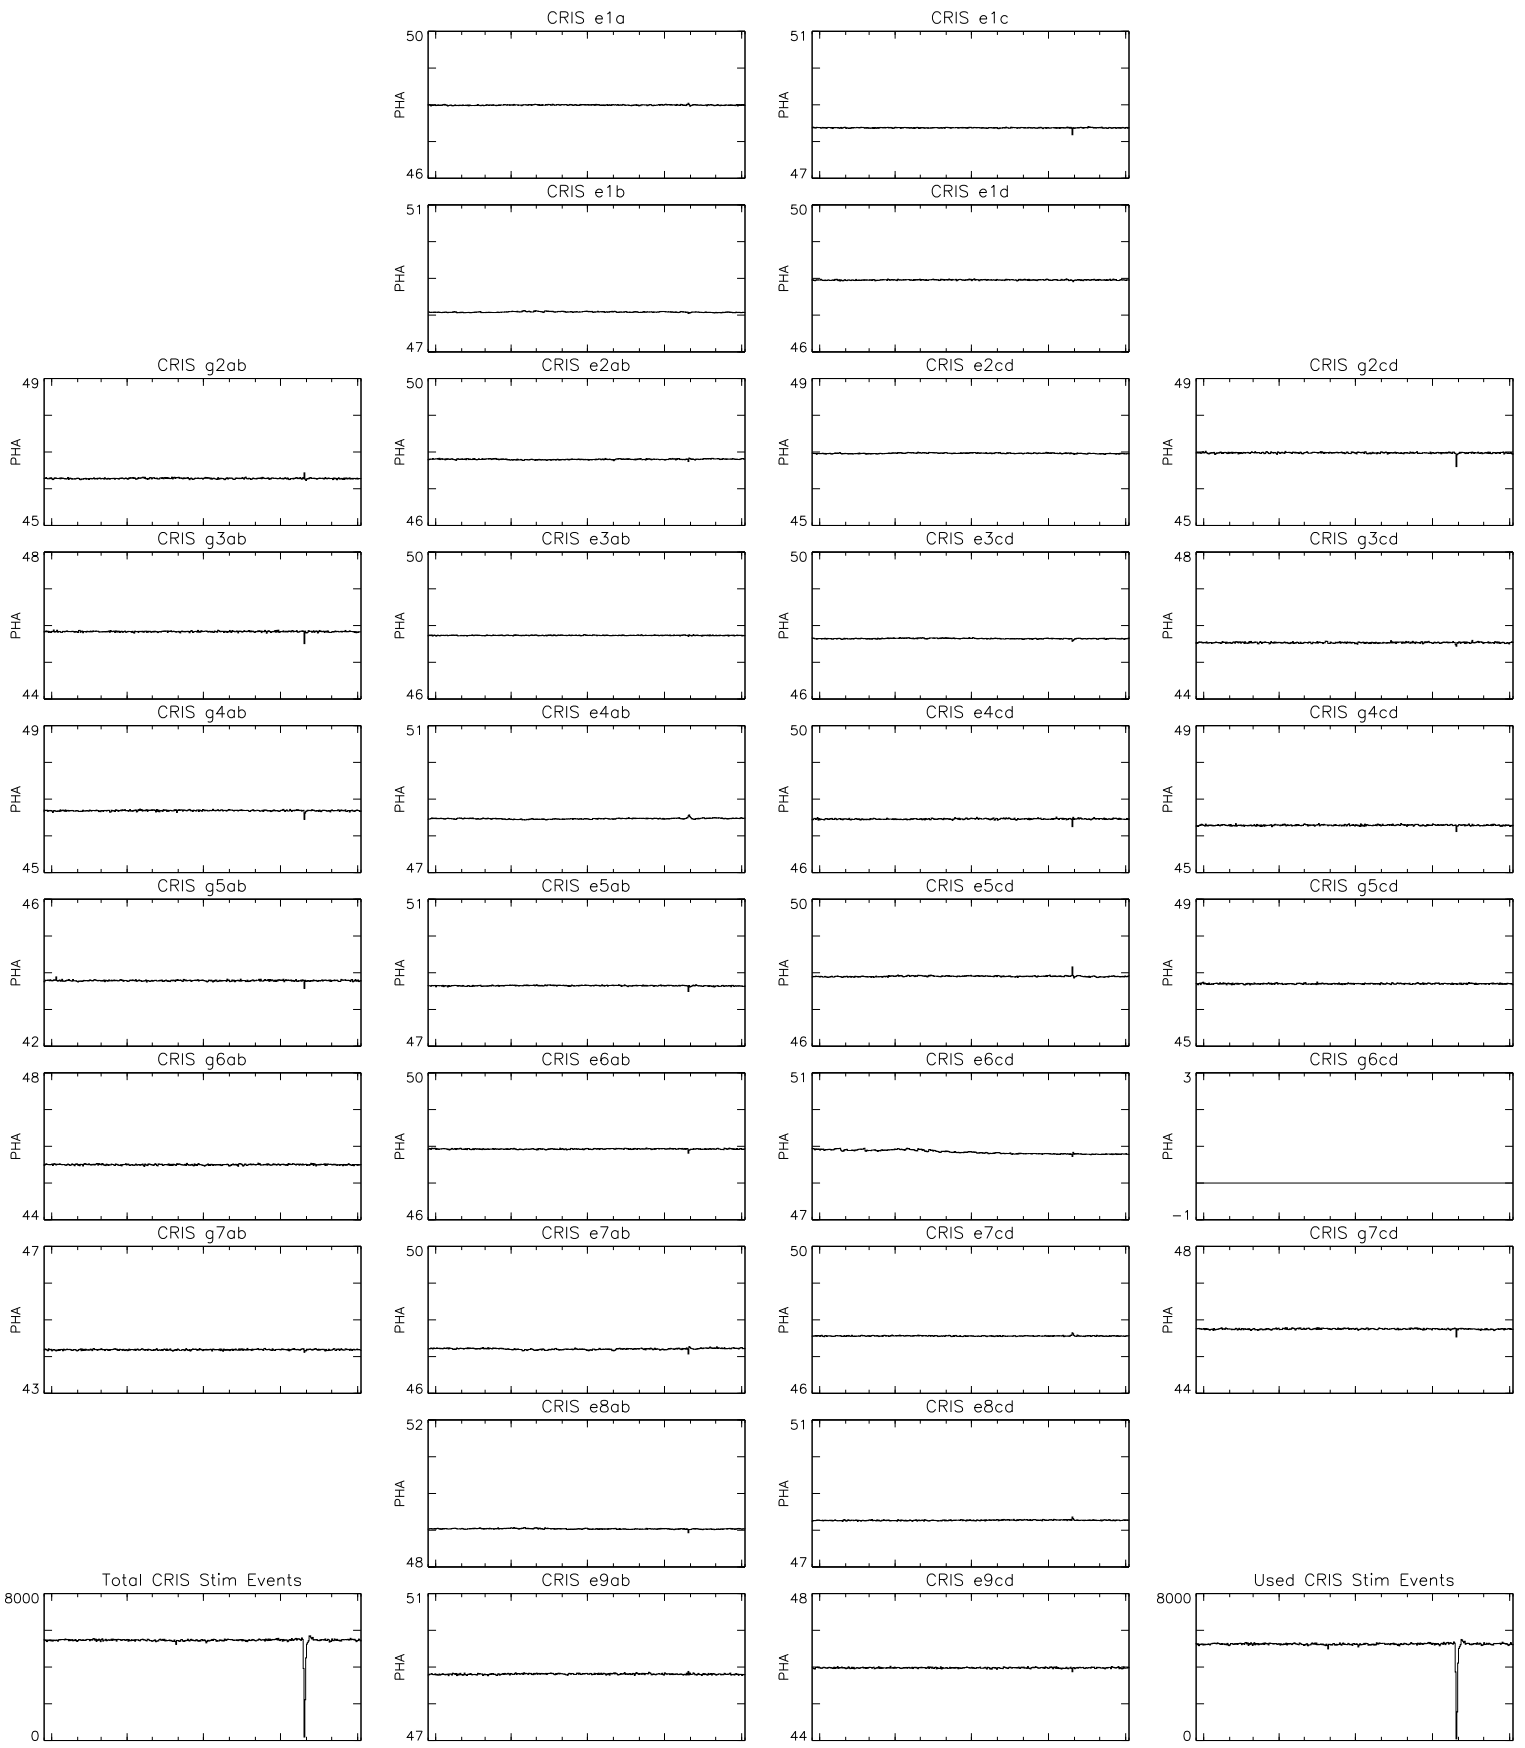 CRIS e1a
CRIS e1c
50
PHA
46
51
PHA
47
CRIS e1b
CRIS e1d
51
PHA
47
50
PHA
46
CRIS g2ab
CRIS e2ab
CRIS e2cd
CRIS g2cd
49
PHA
45
50
PHA
46
49
PHA
45
49
PHA
45
CRIS g3ab
CRIS e3ab
CRIS e3cd
CRIS g3cd
48
PHA
44
50
PHA
46
50
PHA
46
48
PHA
44
CRIS g4ab
CRIS e4ab
CRIS e4cd
CRIS g4cd
49
PHA
45
51
PHA
47
50
PHA
46
49
PHA
45
CRIS g5ab
CRIS e5ab
CRIS e5cd
CRIS g5cd
46
PHA
42
51
PHA
47
50
PHA
46
49
PHA
45
CRIS g6ab
CRIS e6ab
CRIS e6cd
CRIS g6cd
48
PHA
44
50
PHA
46
51
PHA
47
3
PHA
-1
CRIS g7ab
CRIS e7ab
CRIS e7cd
CRIS g7cd
47
PHA
43
50
PHA
46
50
PHA
46
48
PHA
44
CRIS e8ab
CRIS e8cd
52
PHA
48
51
PHA
47
Total CRIS Stim Events
CRIS e9ab
CRIS e9cd
Used CRIS Stim Events
8000
0
51
PHA
47
48
PHA
44
8000
0